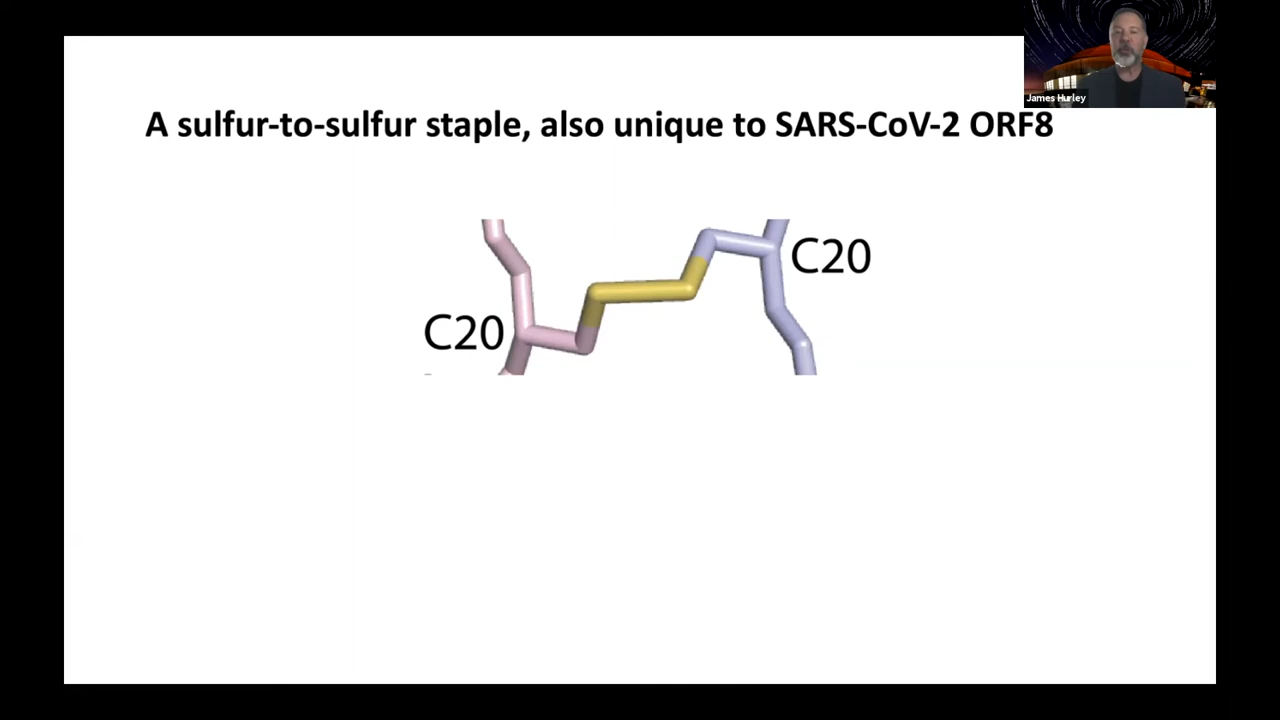 James Hurley
A sulfur-to-sulfur staple, also unique to SARS-CoV-2 ORF8
C20
C20